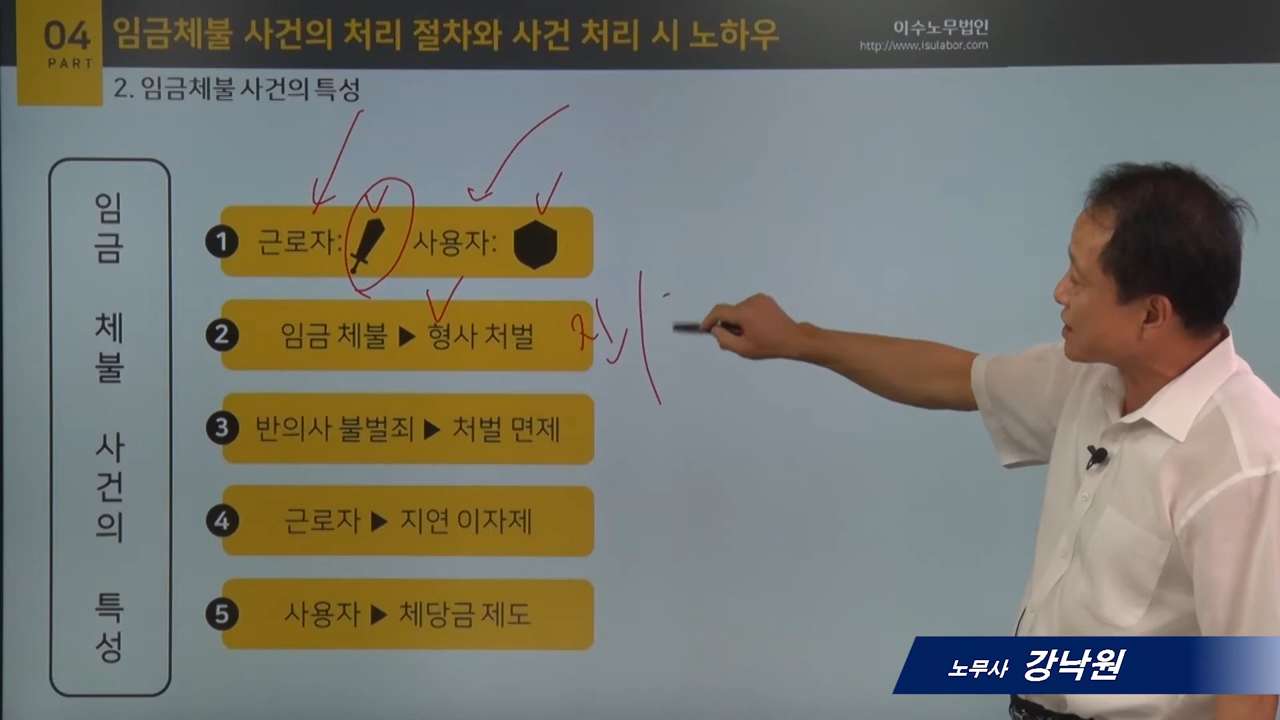 04
PART
임금체불 사건의 처리 절차와 사건 처리 시 노하우
이수노무법인
http://www.isulabor.com
2. 임금체불 사건의 특성
임금 체불 사건의 특성
1 근로자: 사용자:
2 임금 체불 ▶ 형사 처벌
3 반의사 불벌죄 ▶ 처벌 면제
4 근로자 ▶ 지연 이자제
5 사용자 ▶ 체당금 제도
노무사 강낙원